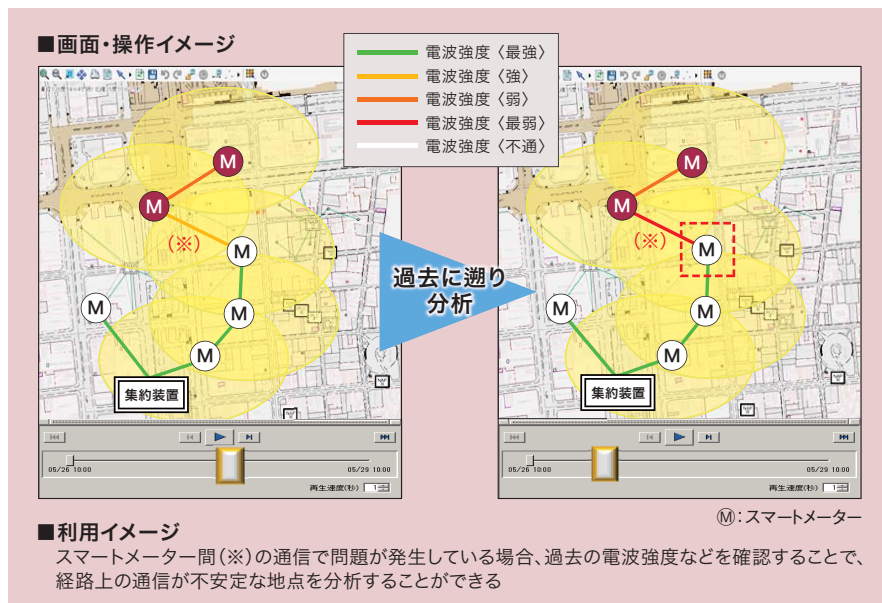 ■画面・操作イメージ
電波強度〈最強〉
電波強度〈強〉
電波強度〈弱〉
電波強度〈最弱〉
電波強度〈不通〉
M
M
(※)
M
M
M
M
集約装置
05/26 10:00
05/29 10:00
再生速度(秒) 1
過去に遡り
分析
M
M
(※)
M
M
M
M
集約装置
05/26 10:00
05/29 10:00
再生速度(秒) 1
Ⓜ:スマートメーター
■利用イメージ
スマートメーター間(※)の通信で問題が発生している場合、過去の電波強度などを確認することで、
経路上の通信が不安定な地点を分析することができる